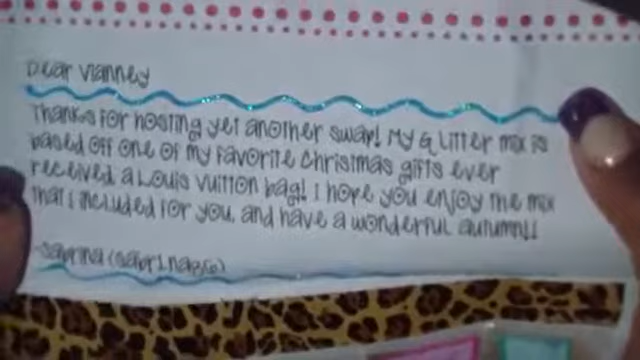 Dear Vianney
Thanks for hosting yet another swap! My Glitter mix is
based off one of my favorite Christmas gifts ever
received, a Louis Vuitton bag! I hope you enjoy the mix
that I included for you, and have a wonderful autumn!!
-Sabrina (sabr1na86)